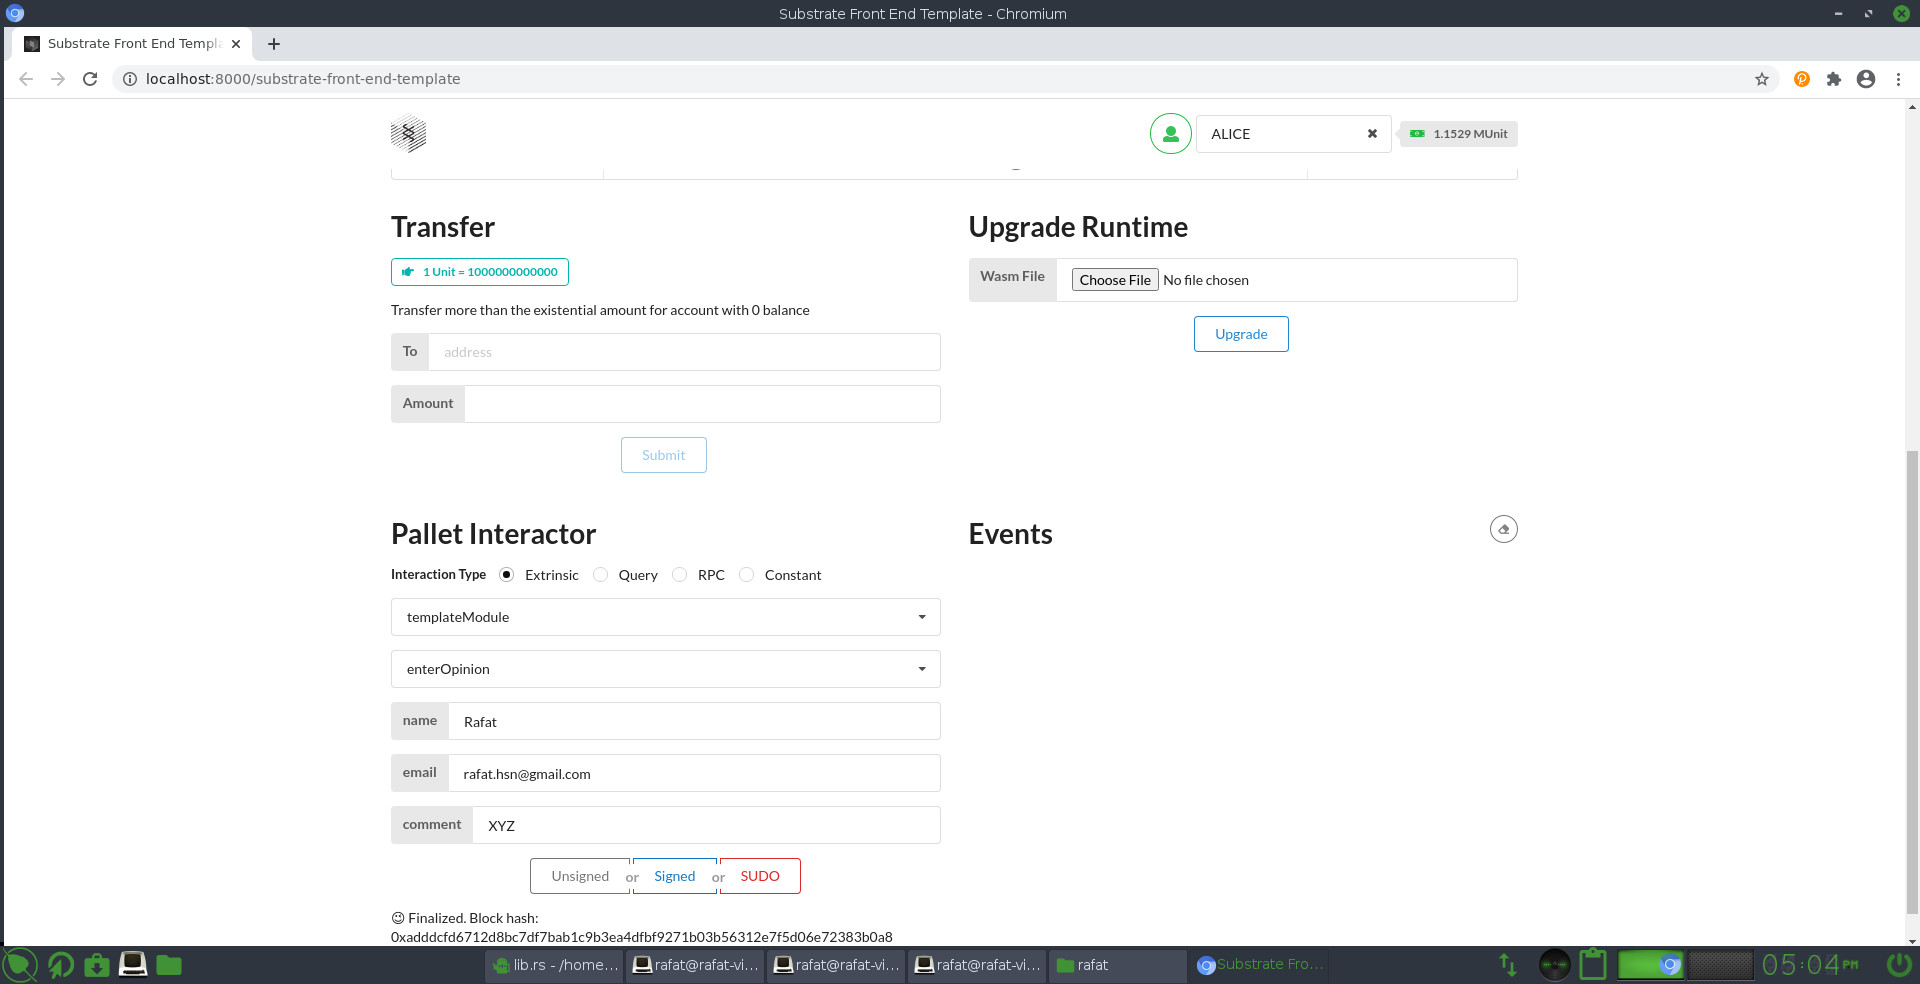 Substrate Front End Template - Chromium
Substrate Front End Templa
localhost:8000/substrate-front-end-template
ALICE
1.1529 MUnit
Transfer
1 Unit = 1000000000000
Transfer more than the existential amount for account with 0 balance
To address
Amount
Submit
Upgrade Runtime
Wasm File Choose File No file chosen
Upgrade
Pallet Interactor
Interaction Type Extrinsic Query RPC Constant
templateModule
enterOpinion
name Rafat
email rafat.hsn@gmail.com
comment XYZ
Unsigned or Signed or SUDO
Finalized. Block hash:
0xadddcfd6712d8bc7df7bab1c9b3ea4dfbf9271b03b56312e7f5d06e72383b0a8
Events
lib.rs - /home... rafat@rafat-vi... rafat@rafat-vi... rafat@rafat-vi... rafat Substrate Fro... 05:04 PM